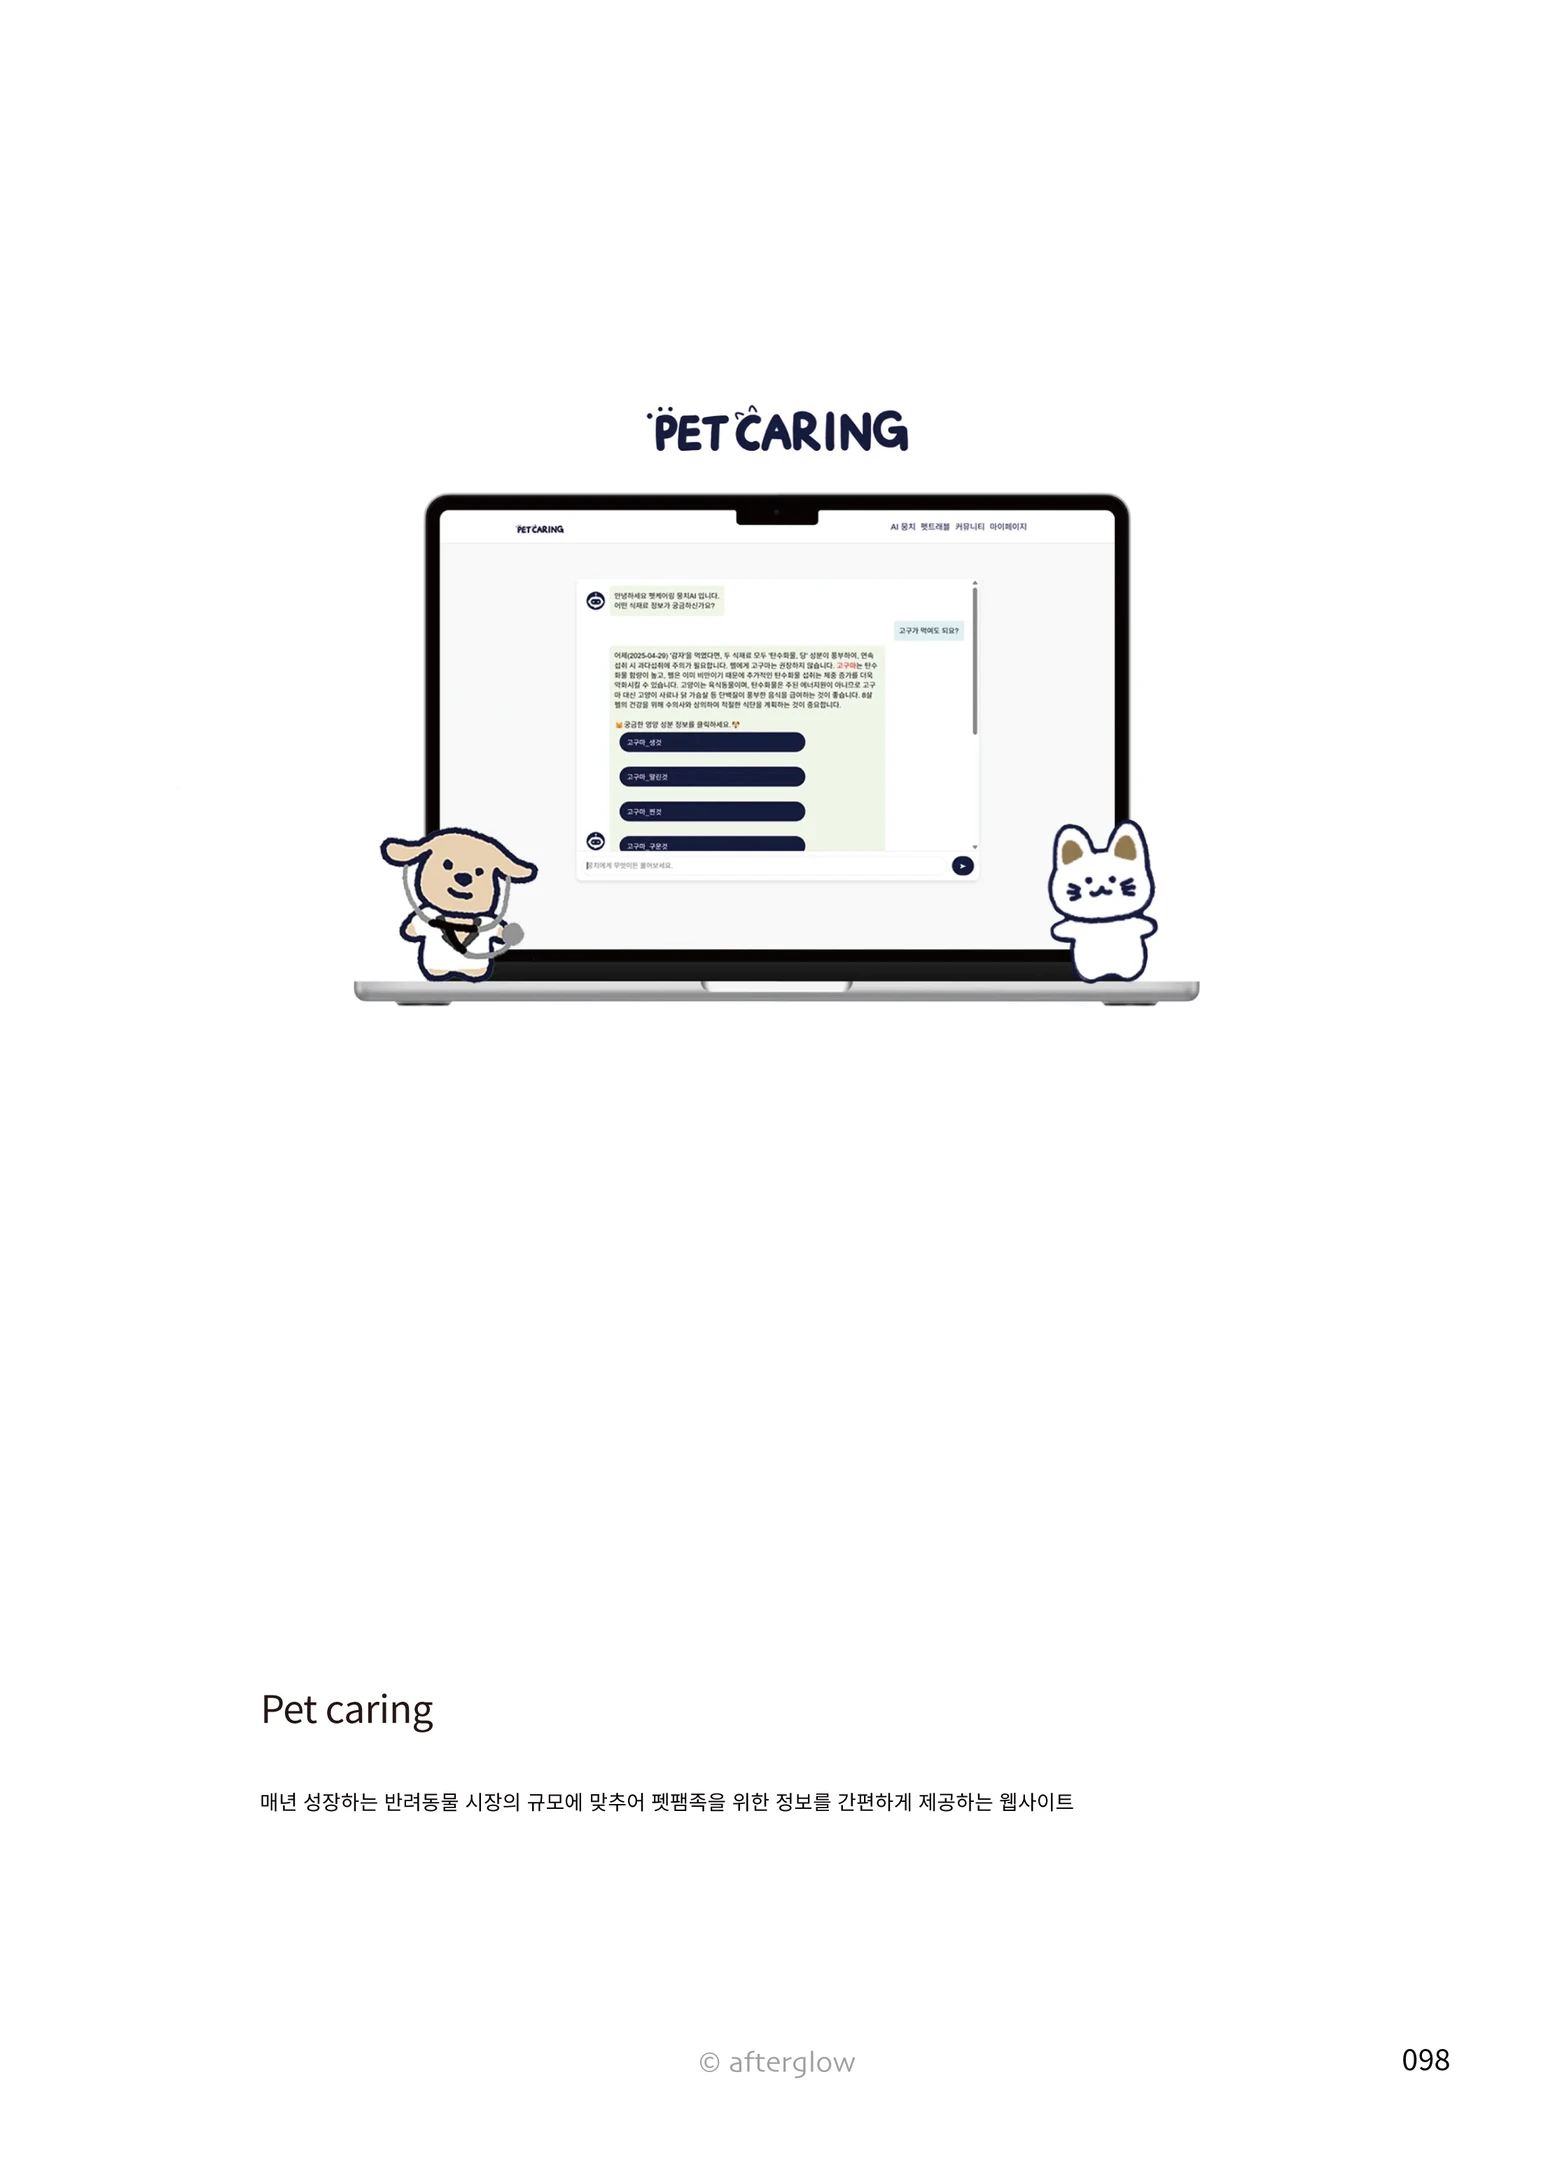 PET CARING
PET CARING
AI 뭉치 펫트래블 커뮤니티 마이페이지
안녕하세요 펫케어링 뭉치AI 입니다.
어떤 식재료 정보가 궁금하신가요?
고구가 먹여도 되요?
어제(2025-04-29) '감자'을 먹였다면, 두 식재료 모두 '탄수화물, 당' 성분이 풍부하여, 연속
섭취 시 과다섭취에 주의가 필요합니다. 쩰에게 고구마는 권장하지 않습니다. 고구마는 탄수
화물 함량이 높고, 쩰은 이미 비만이기 때문에 추가적인 탄수화물 섭취는 체중 증가를 더욱
악화시킬 수 있습니다. 고양이는 육식동물이며, 탄수화물은 주된 에너지원이 아니므로 고구
마 대신 고양이 사료나 닭 가슴살 등 단백질이 풍부한 음식을 급여하는 것이 좋습니다. 8살
쩰의 건강을 위해 수의사와 상의하여 적절한 식단을 계획하는 것이 중요합니다.
🐱궁금한 영양 성분 정보를 클릭하세요.🐶
고구마_생것
고구마_말린것
고구마_찐것
고구마_구운것
뭉치에게 무엇이든 물어보세요.
Pet caring
매년 성장하는 반려동물 시장의 규모에 맞추어 펫팸족을 위한 정보를 간편하게 제공하는 웹사이트
© afterglow
098